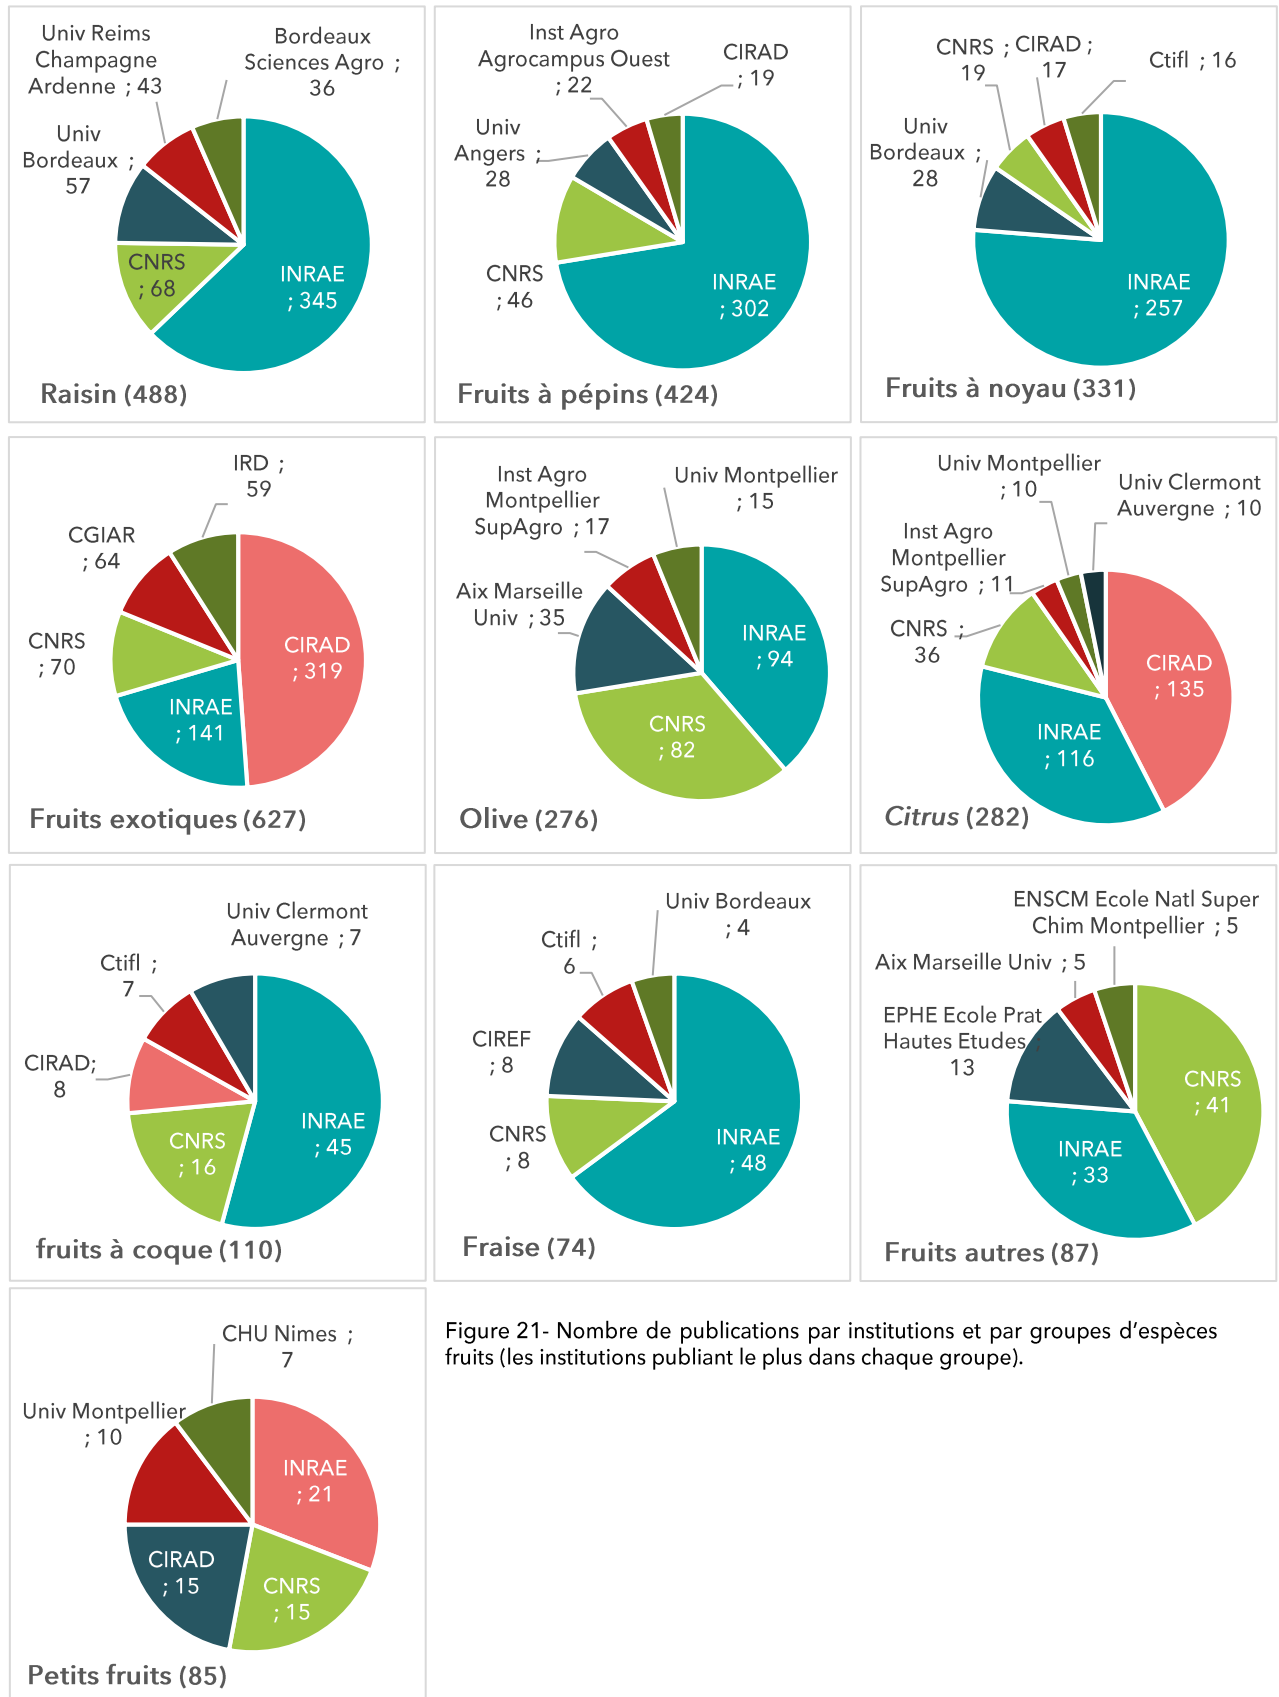 Univ Reims
Champagne
Ardenne ; 43
Bordeaux
Sciences Agro ;
36
Univ
Bordeaux ;
57
CNRS
; 68
INRAE
; 345
Raisin (488)
Inst Agro
Agrocampus Ouest
; 22
CIRAD
; 19
Univ
Angers ;
28
CNRS
; 46
INRAE
; 302
Fruits à pépins (424)
CNRS ;
19
CIRAD ;
17
Ctifl ; 16
Univ
Bordeaux ;
28
INRAE
; 257
Fruits à noyau (331)
IRD ;
59
CGIAR
; 64
CNRS
; 70
INRAE
; 141
CIRAD
; 319
Fruits exotiques (627)
Inst Agro
Montpellier
SupAgro ; 17
Univ Montpellier
; 15
Aix Marseille
Univ ; 35
INRAE
; 94
CNRS
; 82
Olive (276)
Univ Montpellier
; 10
Univ Clermont
Auvergne ; 10
Inst Agro
Montpellier
SupAgro ; 11
CNRS ;
36
CIRAD
; 135
INRAE
; 116
Citrus (282)
Univ Clermont
Auvergne ; 7
Ctifl ;
7
CIRAD;
8
CNRS
; 16
INRAE
; 45
fruits à coque (110)
Univ Bordeaux
; 4
Ctifl ;
6
CIREF
; 8
CNRS
; 8
INRAE
; 48
Fraise (74)
ENSCM Ecole Natl Super
Chim Montpellier ; 5
Aix Marseille Univ ; 5
EPHE Ecole Prat
Hautes Etudes ;
13
CNRS
; 41
INRAE
; 33
Fruits autres (87)
CHU Nimes ;
7
Univ Montpellier
; 10
INRAE
; 21
CIRAD
; 15
CNRS
; 15
Petits fruits (85)
Figure 21- Nombre de publications par institutions et par groupes d’espèces
fruits (les institutions publiant le plus dans chaque groupe).